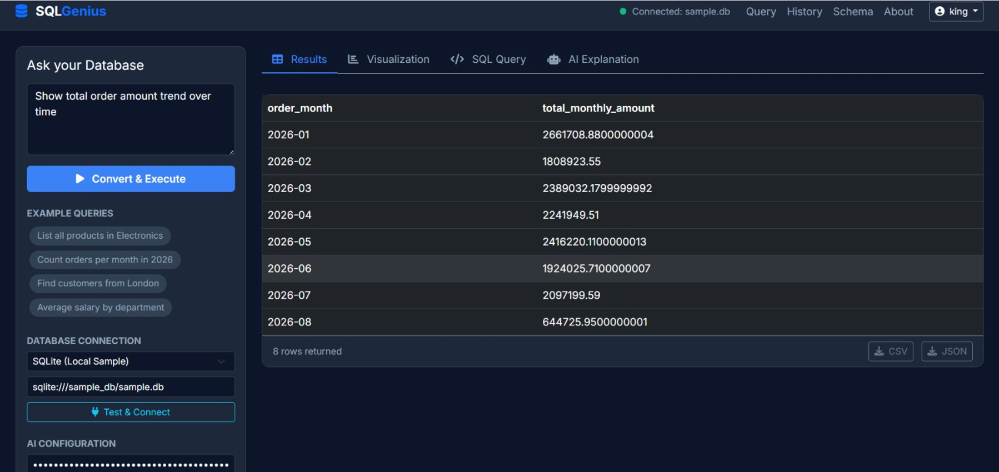 SQLGenius
Connected: sample.db
Query
History
Schema
About
king
Ask your Database
Show total order amount trend over
time
Convert & Execute
EXAMPLE QUERIES
List all products in Electronics
Count orders per month in 2026
Find customers from London
Average salary by department
DATABASE CONNECTION
SQLite (Local Sample)
sqlite:///sample_db/sample.db
Test & Connect
AI CONFIGURATION
Results
Visualization
</> SQL Query
AI Explanation
order_month total_monthly_amount
2026-01 2661708.8800000004
2026-02 1808923.55
2026-03 2389032.1799999992
2026-04 2241949.51
2026-05 2416220.1100000013
2026-06 1924025.7100000007
2026-07 2097199.59
2026-08 644725.9500000001
8 rows returned
CSV
JSON